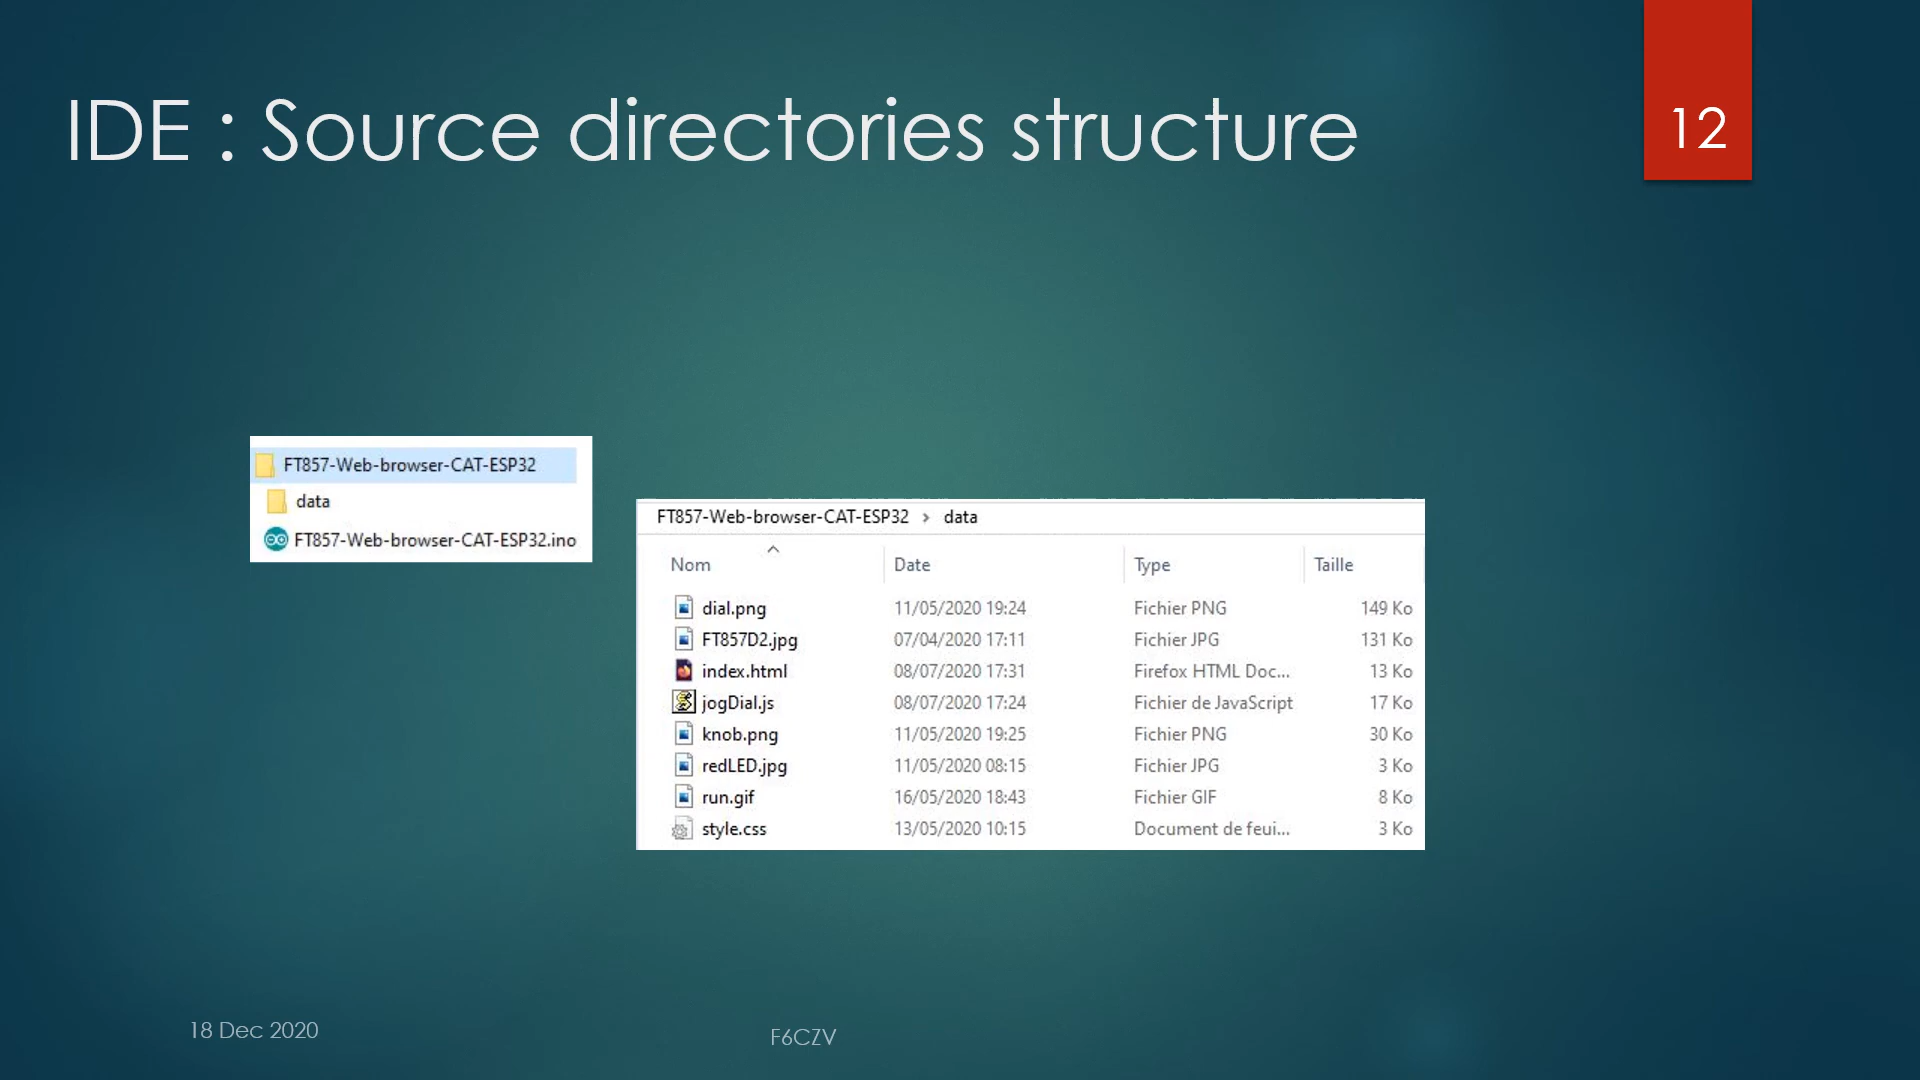 IDE : Source directories structure
12
FT857-Web-browser-CAT-ESP32
data
FT857-Web-browser-CAT-ESP32.ino
FT857-Web-browser-CAT-ESP32 > data
Nom Date Type Taille
dial.png 11/05/2020 19:24 Fichier PNG 149 Ko
FT857D2.jpg 07/04/2020 17:11 Fichier JPG 131 Ko
index.html 08/07/2020 17:31 Firefox HTML Doc... 13 Ko
jogDial.js 08/07/2020 17:24 Fichier de JavaScript 17 Ko
knob.png 11/05/2020 19:25 Fichier PNG 30 Ko
redLED.jpg 11/05/2020 08:15 Fichier JPG 3 Ko
run.gif 16/05/2020 18:43 Fichier GIF 8 Ko
style.css 13/05/2020 10:15 Document de feui... 3 Ko
18 Dec 2020
F6CZV